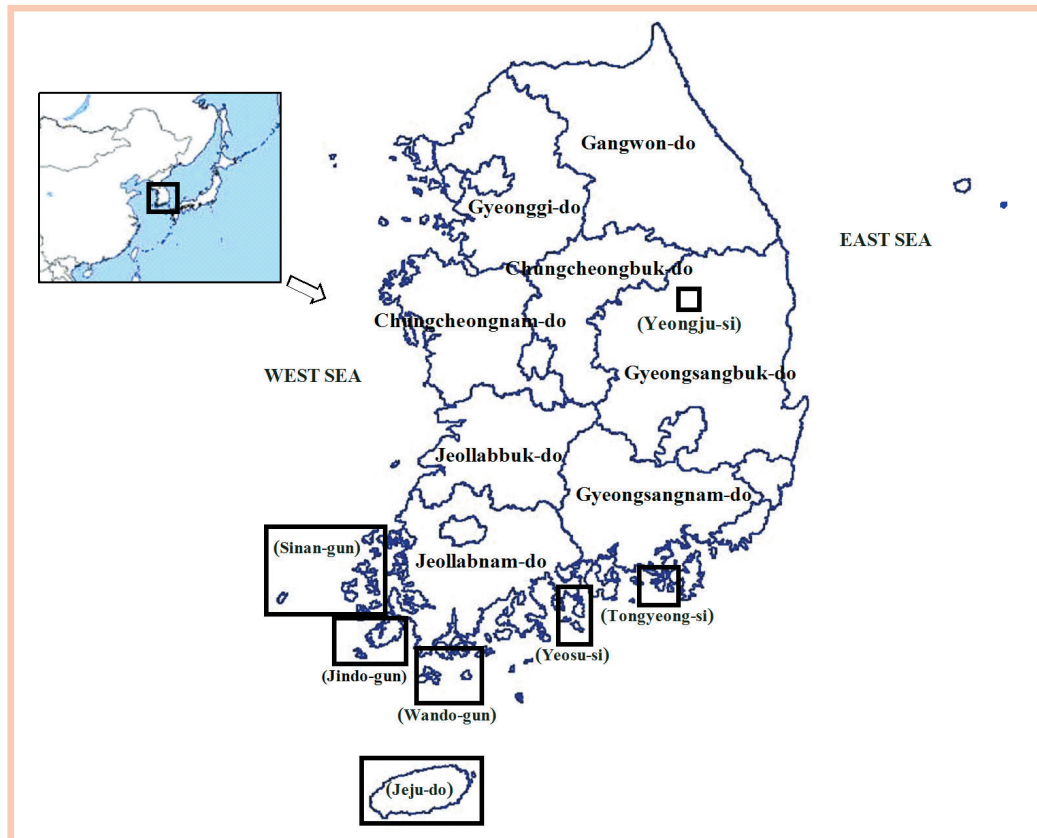 Gangwon-do
Gyeonggi-do
EAST SEA
Chungcheongbuk-do
Chungcheongnam-do
(Yeongju-si)
WEST SEA
Gyeongsangbuk-do
Jeollabbuk-do
Gyeongsangnam-do
(Sinan-gun)
Jeollabnam-do
(Tongyeong-si)
(Yeosu-si)
(Jindo-gun)
(Wando-gun)
(Jeju-do)